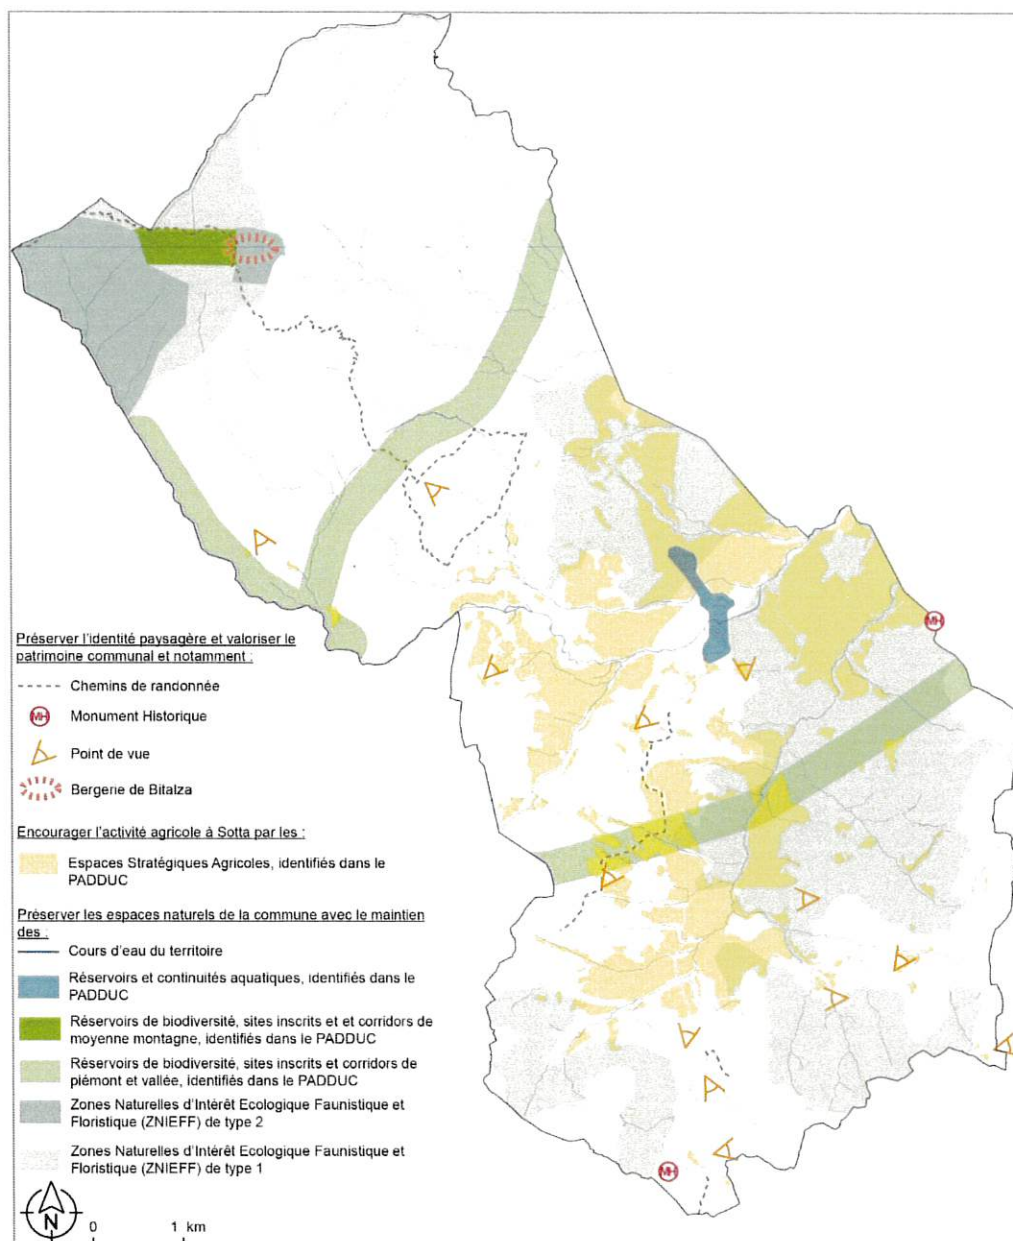 MH
Préserver l'identité paysagère et valoriser le
patrimoine communal et notamment :
Chemins de randonnée
MH Monument Historique
Point de vue
Bergerie de Bitalza
Encourager l'activité agricole à Sotta par les :
Espaces Stratégiques Agricoles, identifiés dans le
PADDUC
Préserver les espaces naturels de la commune avec le maintien
des :
Cours d'eau du territoire
Réservoirs et continuités aquatiques, identifiés dans le
PADDUC
Réservoirs de biodiversité, sites inscrits et et corridors de
moyenne montagne, identifiés dans le PADDUC
Réservoirs de biodiversité, sites inscrits et corridors de
piémont et vallée, identifiés dans le PADDUC
Zones Naturelles d'Intérêt Ecologique Faunistique et
Floristique (ZNIEFF) de type 2
Zones Naturelles d'Intérêt Ecologique Faunistique et
Floristique (ZNIEFF) de type 1
MH
N
0 1 km